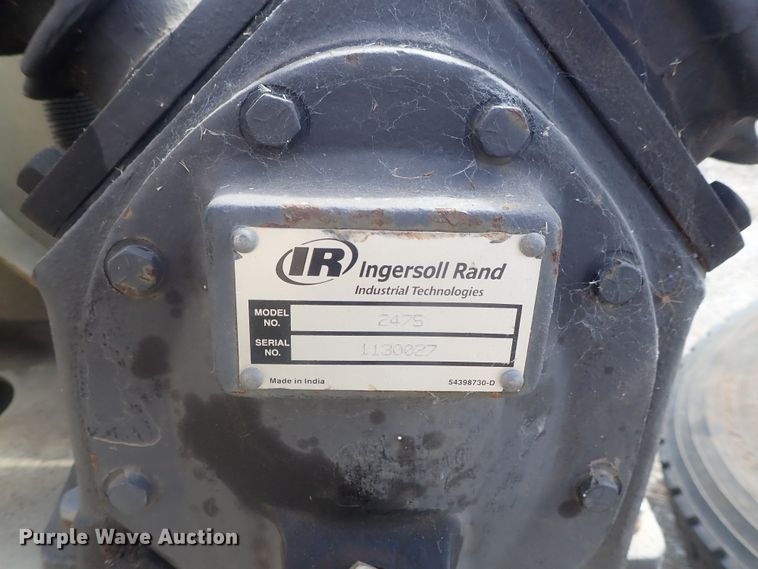 IR Ingersoll Rand
Industrial Technologies
MODEL NO. 2475
SERIAL NO. 1130027
Made in India 54398730-D
Purple Wave Auction